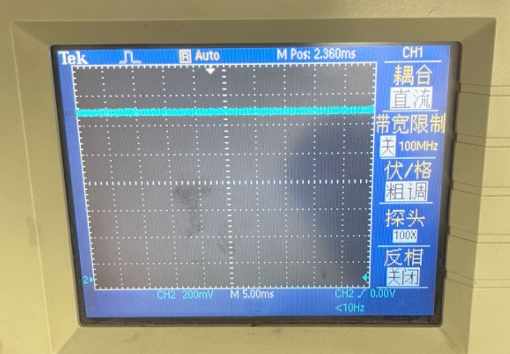 Tek
R Auto
M Pos: 2.360ms
CH1
耦合
直流
带宽限制
关 100MHz
伏/格
粗调
探头
100X
反相
关闭
2
CH2 200mV
M 5.00ms
CH2 / 0.00V
<10Hz